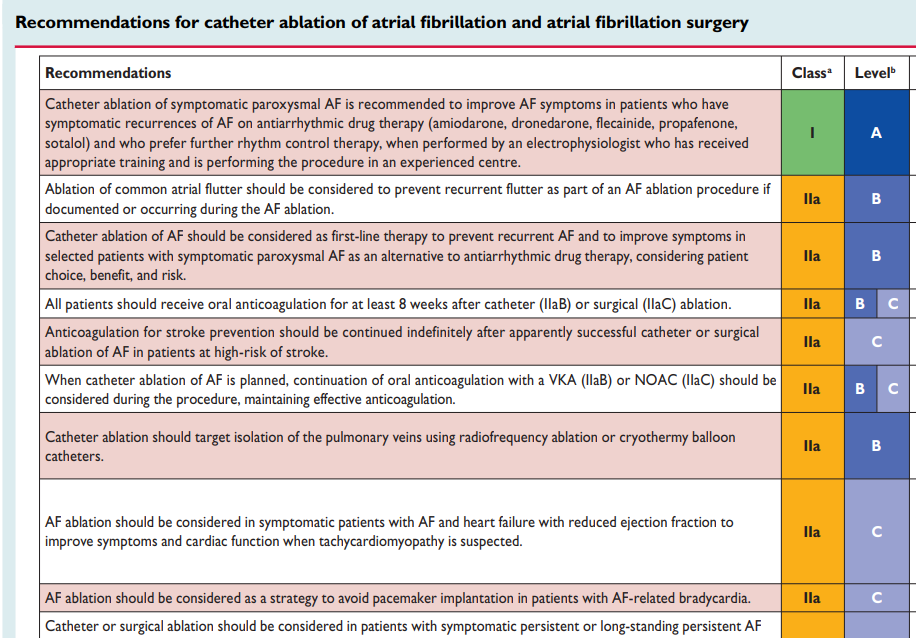 Recommendations for catheter ablation of atrial fibrillation and atrial fibrillation surgery
Recommendations Classᵃ Levelᵇ
Catheter ablation of symptomatic paroxysmal AF is recommended to improve AF symptoms in patients who have
symptomatic recurrences of AF on antiarrhythmic drug therapy (amiodarone, dronedarone, flecainide, propafenone,
sotalol) and who prefer further rhythm control therapy, when performed by an electrophysiologist who has received
appropriate training and is performing the procedure in an experienced centre.
I A
Ablation of common atrial flutter should be considered to prevent recurrent flutter as part of an AF ablation procedure if
documented or occurring during the AF ablation.
IIa B
Catheter ablation of AF should be considered as first-line therapy to prevent recurrent AF and to improve symptoms in
selected patients with symptomatic paroxysmal AF as an alternative to antiarrhythmic drug therapy, considering patient
choice, benefit, and risk.
IIa B
All patients should receive oral anticoagulation for at least 8 weeks after catheter (IIaB) or surgical (IIaC) ablation.
IIa B C
Anticoagulation for stroke prevention should be continued indefinitely after apparently successful catheter or surgical
ablation of AF in patients at high-risk of stroke.
IIa C
When catheter ablation of AF is planned, continuation of oral anticoagulation with a VKA (IIaB) or NOAC (IIaC) should be
considered during the procedure, maintaining effective anticoagulation.
IIa B C
Catheter ablation should target isolation of the pulmonary veins using radiofrequency ablation or cryothermy balloon
catheters.
IIa B
AF ablation should be considered in symptomatic patients with AF and heart failure with reduced ejection fraction to
improve symptoms and cardiac function when tachycardiomyopathy is suspected.
IIa C
AF ablation should be considered as a strategy to avoid pacemaker implantation in patients with AF-related bradycardia.
IIa C
Catheter or surgical ablation should be considered in patients with symptomatic persistent or long-standing persistent AF